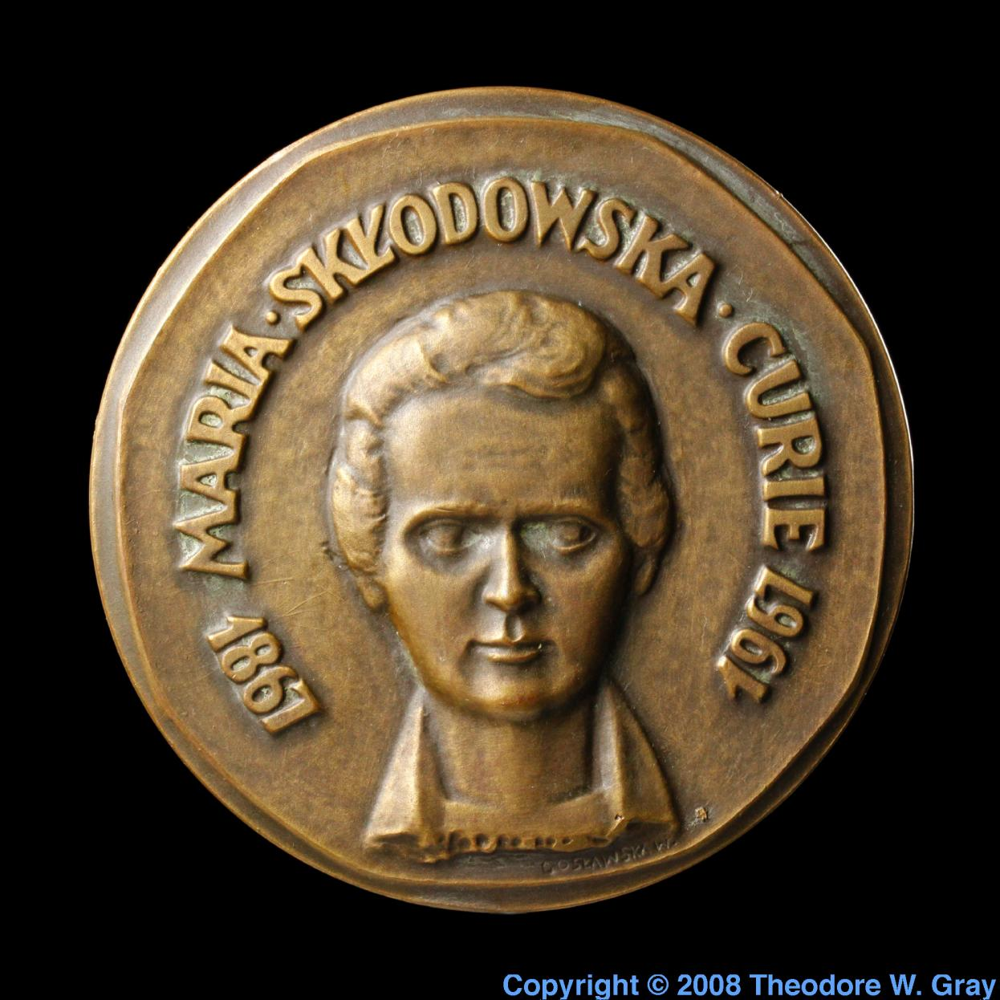 MARIA · SKŁODOWSKA · CURIE
1867
1967
Copyright © 2008 Theodore W. Gray